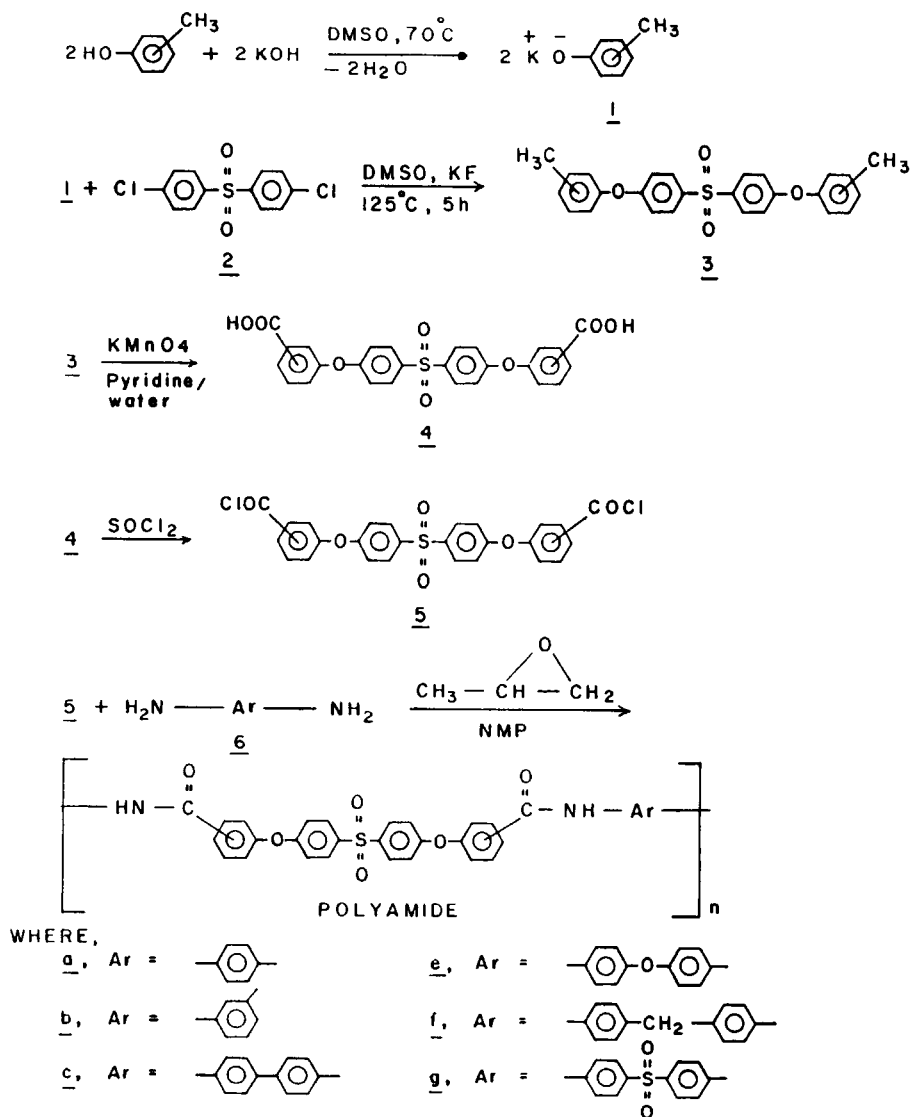 CH3
2HO + 2 KOH DMSO, 70°C - 2H2O 2 K+ O- CH3
1
1 + Cl O S O Cl DMSO, KF 125°C, 5h H3C O O S O O CH3
2
3
3 KMnO4 Pyridine/ water HOOC O O S O O COOH
4
4 SOCl2 ClOC O O S O O COCl
5
5 + H2N — Ar — NH2 CH3 — CH — CH2 O NMP
6
HN — C O O O S O O C O — NH — Ar n
POLYAMIDE
WHERE,
a, Ar = e, Ar = O
b, Ar = f, Ar = CH2
c, Ar = g, Ar = O S O